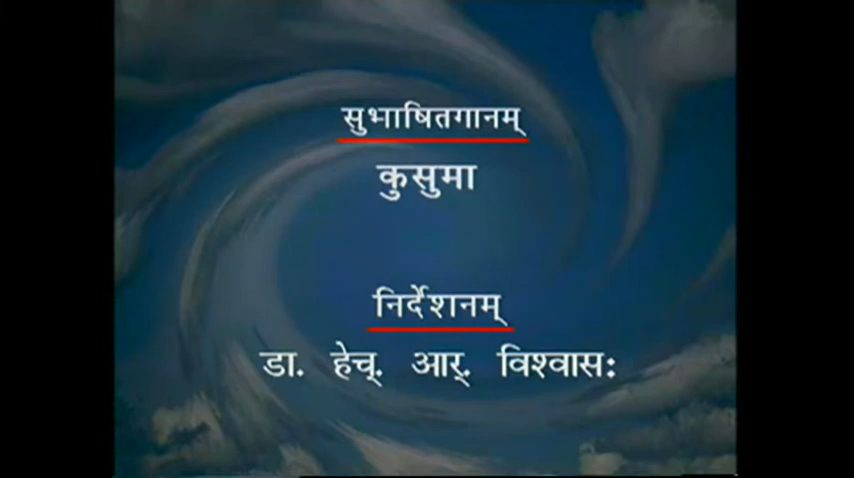 सुभाषितगानम्
कुसुमा
निर्देशनम्
डा. हेच्. आर्. विश्वासः